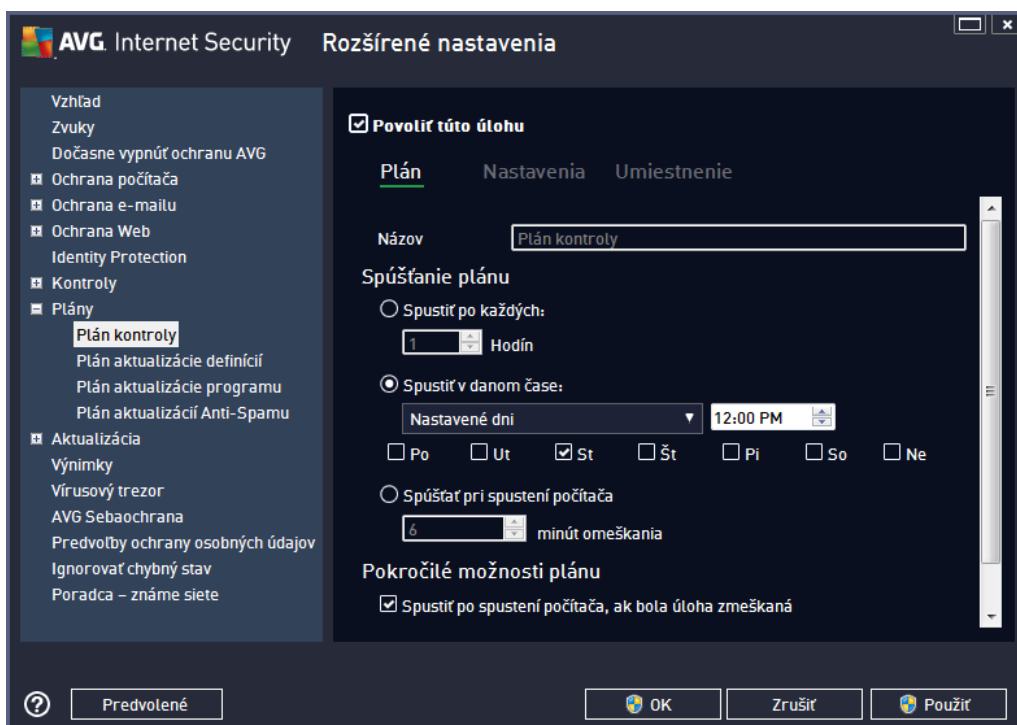 AVG. Internet Security Rozšírené nastavenia
Vzhľad
Zvuky
Dočasne vypnúť ochranu AVG
Ochrana počítača
Ochrana e-mailu
Ochrana Web
Identity Protection
Kontroly
Plány
Plán kontroly
Plán aktualizácie definícií
Plán aktualizácie programu
Plán aktualizácií Anti-Spamu
Aktualizácia
Výnimky
Vírusový trezor
AVG Sebaochrana
Predvoľby ochrany osobných údajov
Ignorovať chybný stav
Poradca – známe siete
Povoliť túto úlohu
Plán Nastavenia Umiestnenie
Názov Plán kontroly
Spúšťanie plánu
Spustiť po každých:
1 Hodín
Spustiť v danom čase:
Nastavené dni 12:00 PM
Po Ut St Št Pi So Ne
Spúšťať pri spustení počítača
6 minút omeškania
Pokročilé možnosti plánu
Spustiť po spustení počítača, ak bola úloha zmeškaná
? Predvolené OK Zrušiť Použiť